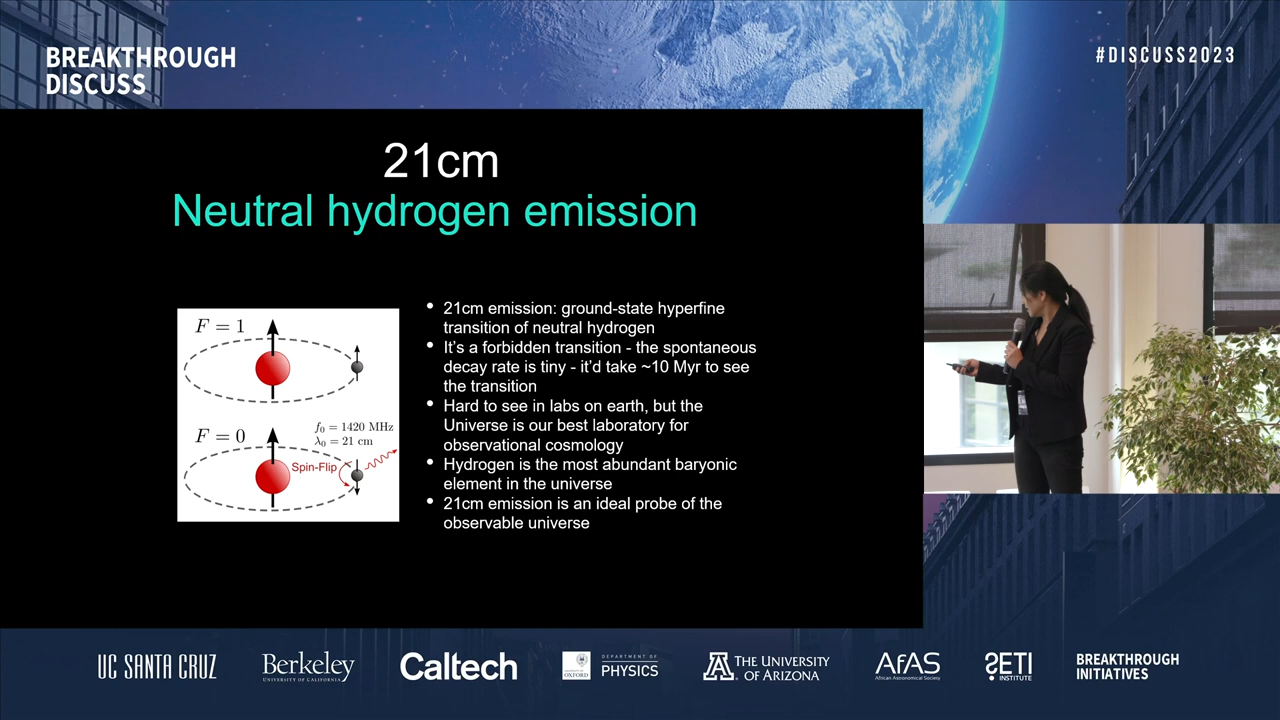 BREAKTHROUGH
DISCUSS
#DISCUSS2023
21cm
Neutral hydrogen emission
F = 1
F = 0
f₀ = 1420 MHz
λ₀ = 21 cm
Spin-Flip
• 21cm emission: ground-state hyperfine
transition of neutral hydrogen
• It's a forbidden transition - the spontaneous
decay rate is tiny - it'd take ~10 Myr to see
the transition
• Hard to see in labs on earth, but the
Universe is our best laboratory for
observational cosmology
• Hydrogen is the most abundant baryonic
element in the universe
• 21cm emission is an ideal probe of the
observable universe
UC SANTA CRUZ
Berkeley
UNIVERSITY OF CALIFORNIA
Caltech
UNIVERSITY OF
OXFORD
DEPARTMENT OF
PHYSICS
A
THE UNIVERSITY
OF ARIZONA
AfAS
African Astronomical Society
SETI
INSTITUTE
BREAKTHROUGH
INITIATIVES